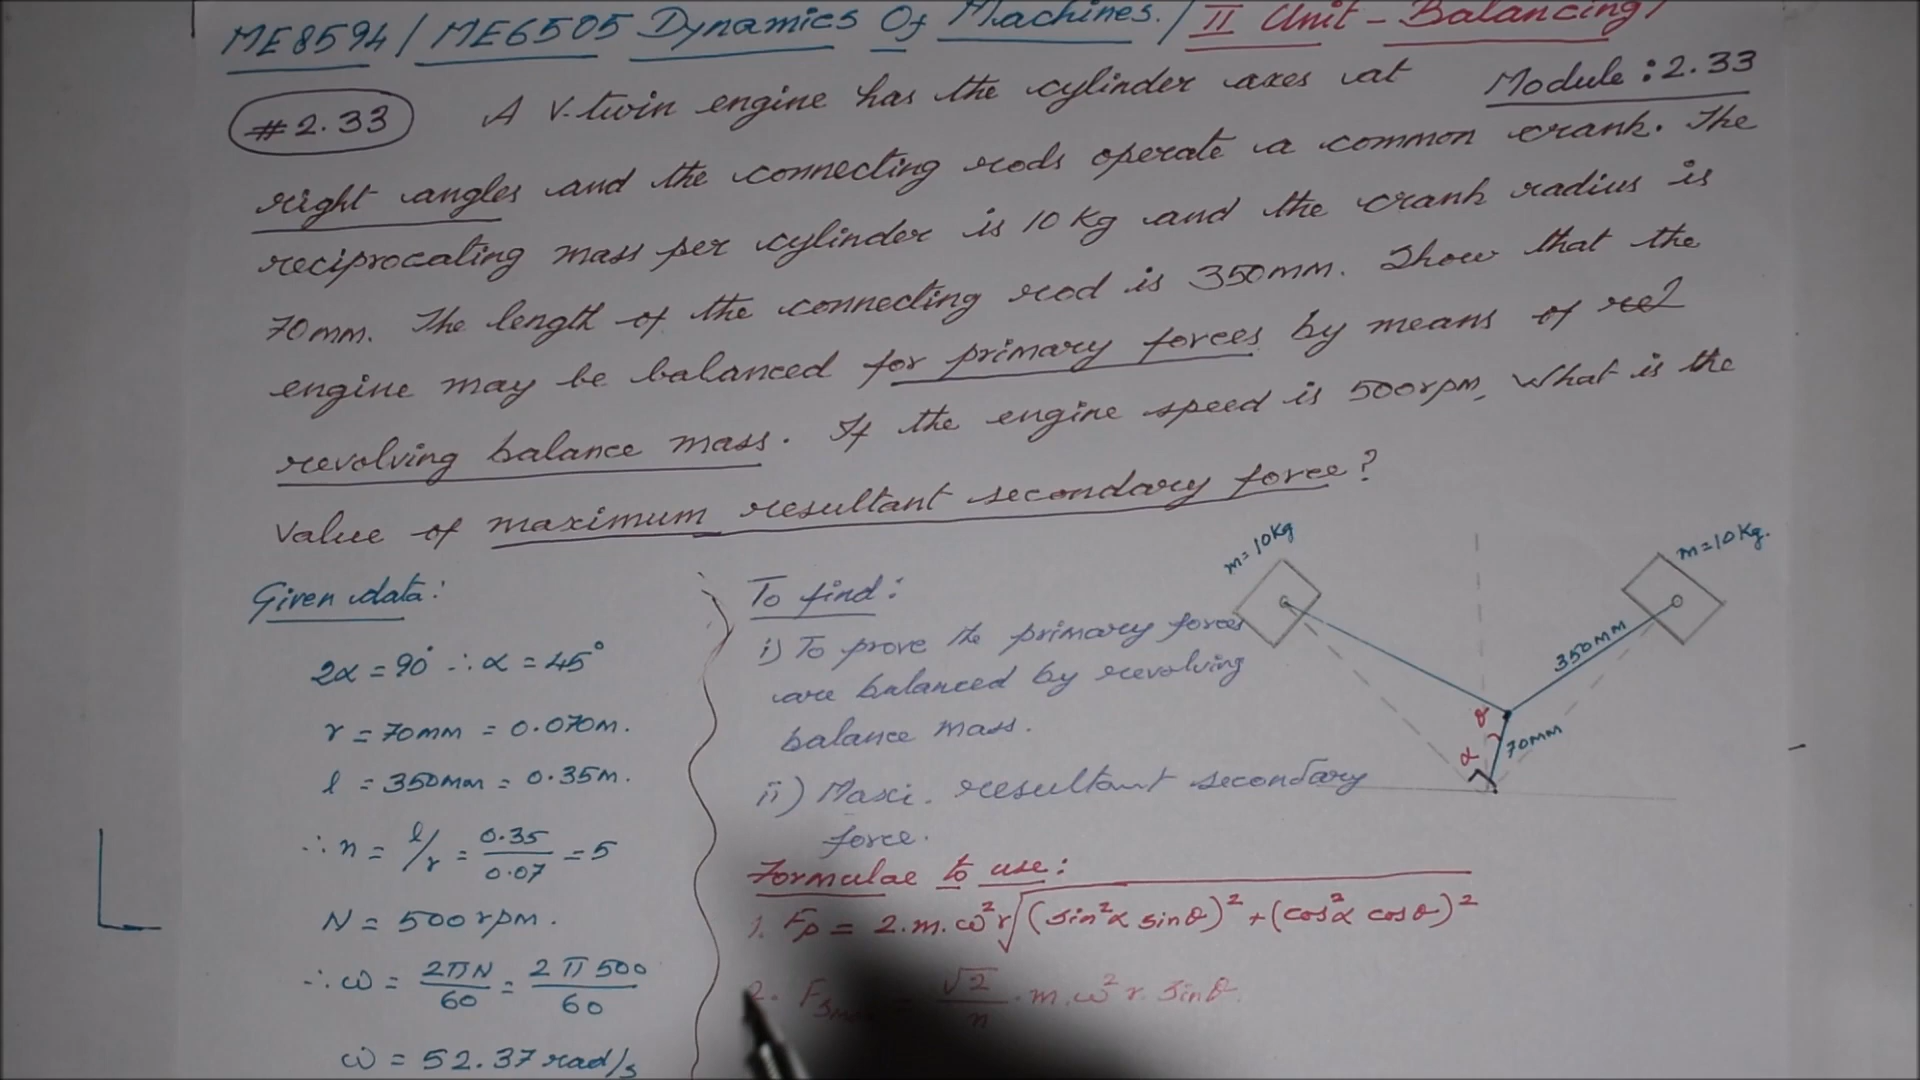 ME8594/ME6505 Dynamics Of Machines./II Unit - Balancing/
#2.33 A V-twin engine has the cylinder axes at Module:2.33
right angles and the connecting rods operate a common crank. The
reciprocating mass per cylinder is 10 Kg and the crank radius is
70mm. The length of the connecting rod is 350mm. Show that the
engine may be balanced for primary forces by means of
revolving balance mass. If the engine speed is 500rpm, What is the
Value of maximum resultant secondary force?
Given data:
2α = 90° ∴ α = 45°
r = 70mm = 0.070m.
l = 350mm = 0.35m.
∴ n = l/r = 0.35/0.07 = 5
N = 500 rpm.
∴ ω = 2πN/60 = 2π500/60
ω = 52.37 rad/s
To find:
i) To prove the primary forces
are balanced by revolving
balance mass.
ii) Maxi. resultant secondary
force.
Formulae to use:
1. Fp = 2.m.ω²r√(sin²α sinθ)² + (cos²α cosθ)²
2. √2/n .m.ω² r. sinθ
m=10Kg
m=10Kg.
350mm
θ
α
70mm